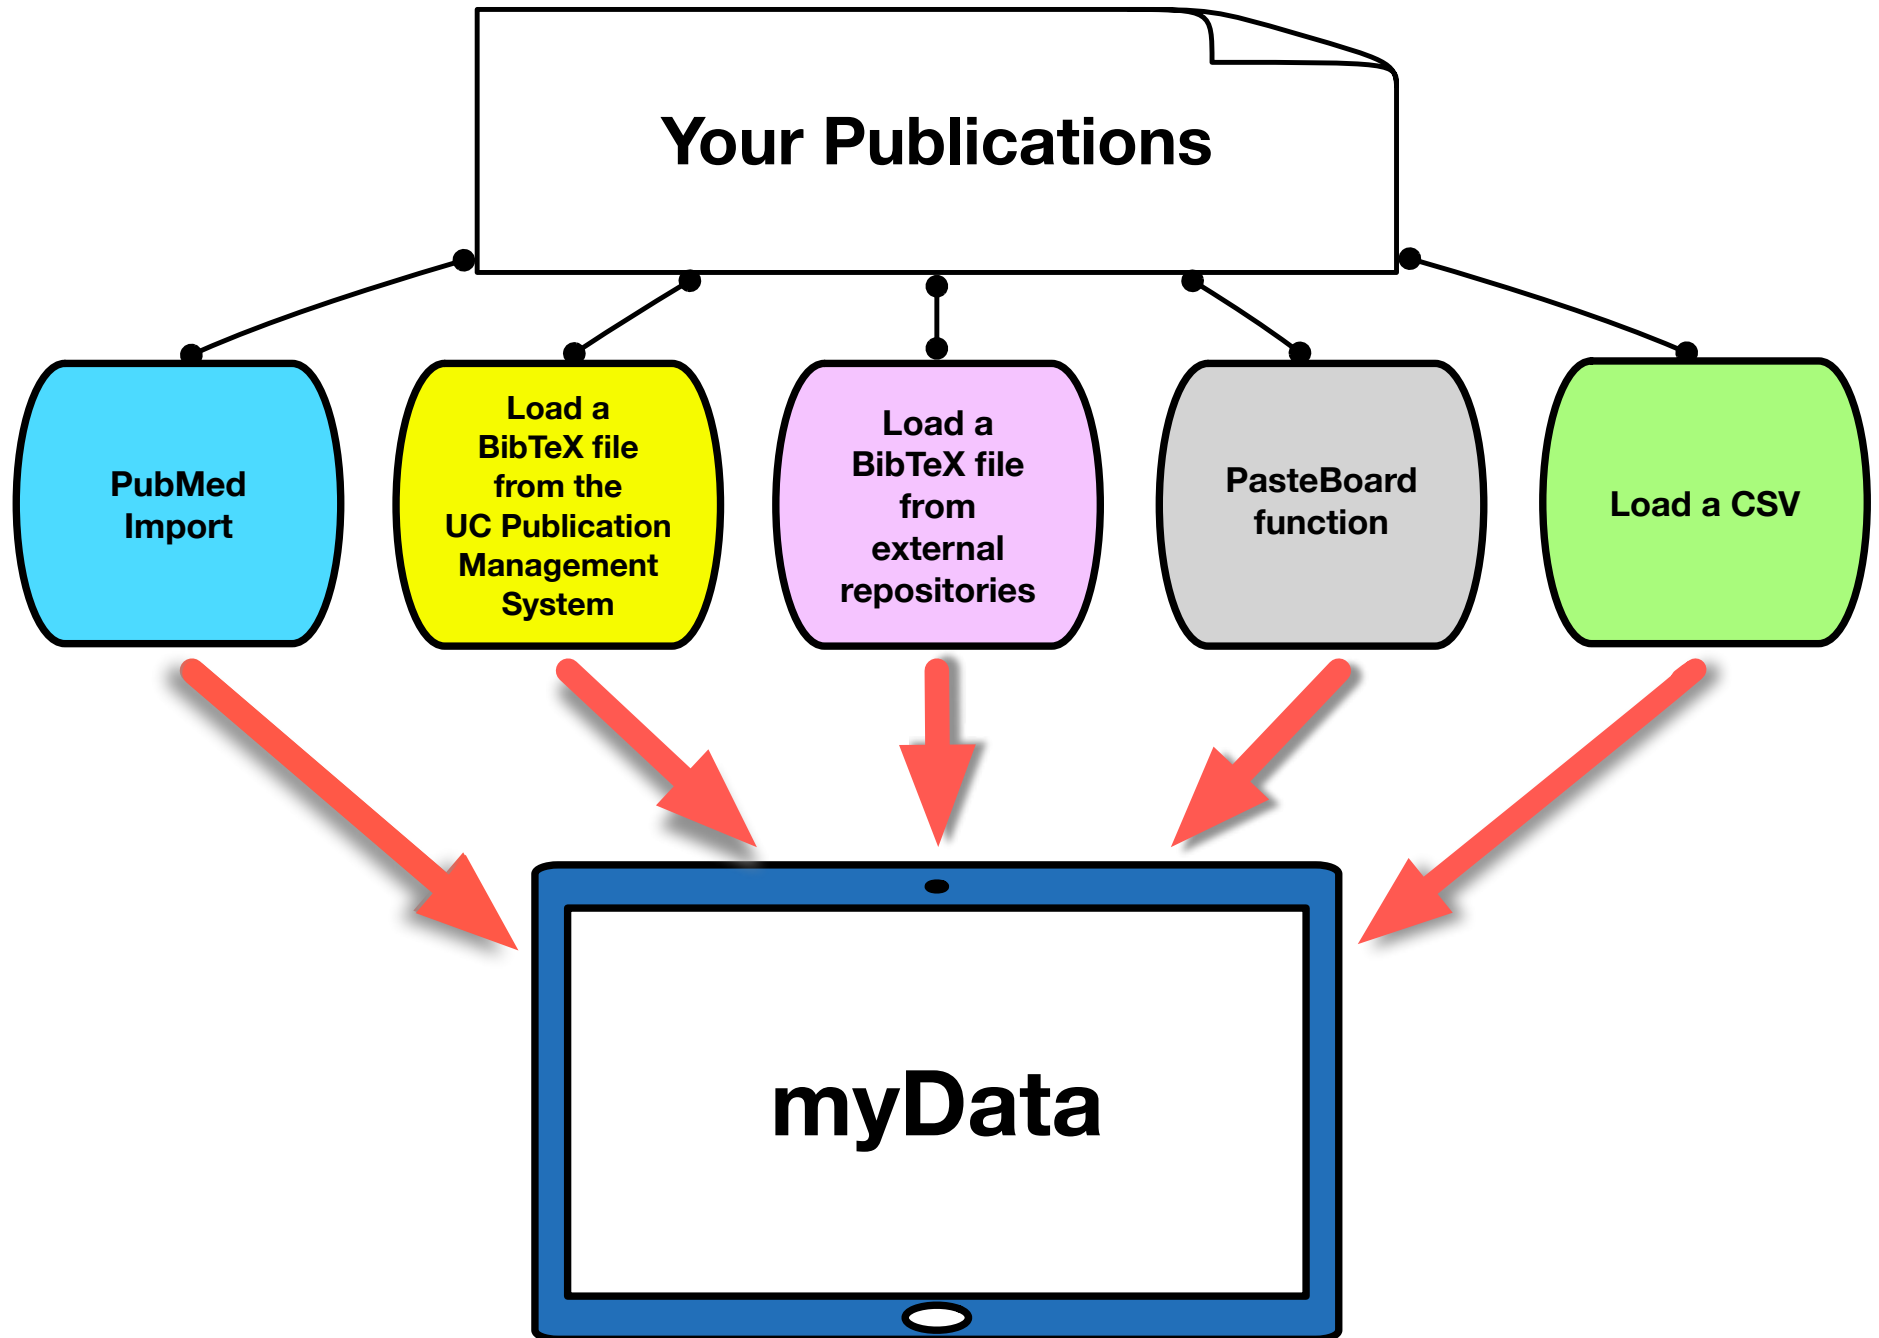 Your Publications
PubMed
Import
Load a
BibTeX file
from the
UC Publication
Management
System
Load a
BibTeX file
from
external
repositories
PasteBoard
function
Load a CSV
myData